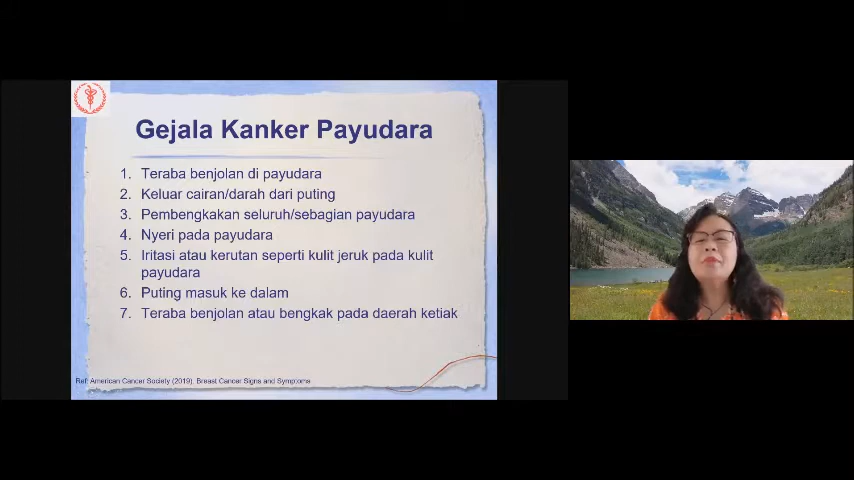 Gejala Kanker Payudara
1. Teraba benjolan di payudara
2. Keluar cairan/darah dari puting
3. Pembengkakan seluruh/sebagian payudara
4. Nyeri pada payudara
5. Iritasi atau kerutan seperti kulit jeruk pada kulit
payudara
6. Puting masuk ke dalam
7. Teraba benjolan atau bengkak pada daerah ketiak
Ref: American Cancer Society (2019). Breast Cancer Signs and Symptoms